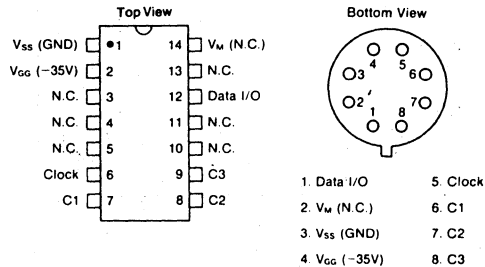 Top View
Bottom View
VSS (GND) 1 14 VM (N.C.)
VGG (−35V) 2 13 N.C.
N.C. 3 12 Data I/O
N.C. 4 11 N.C.
N.C. 5 10 N.C.
Clock 6 9 C3
C1 7 8 C2
4 5
3 6
2 7
1 8
1. Data I/O 5. Clock
2. VM (N.C.) 6. C1
3. VSS (GND) 7. C2
4. VGG (−35V) 8. C3